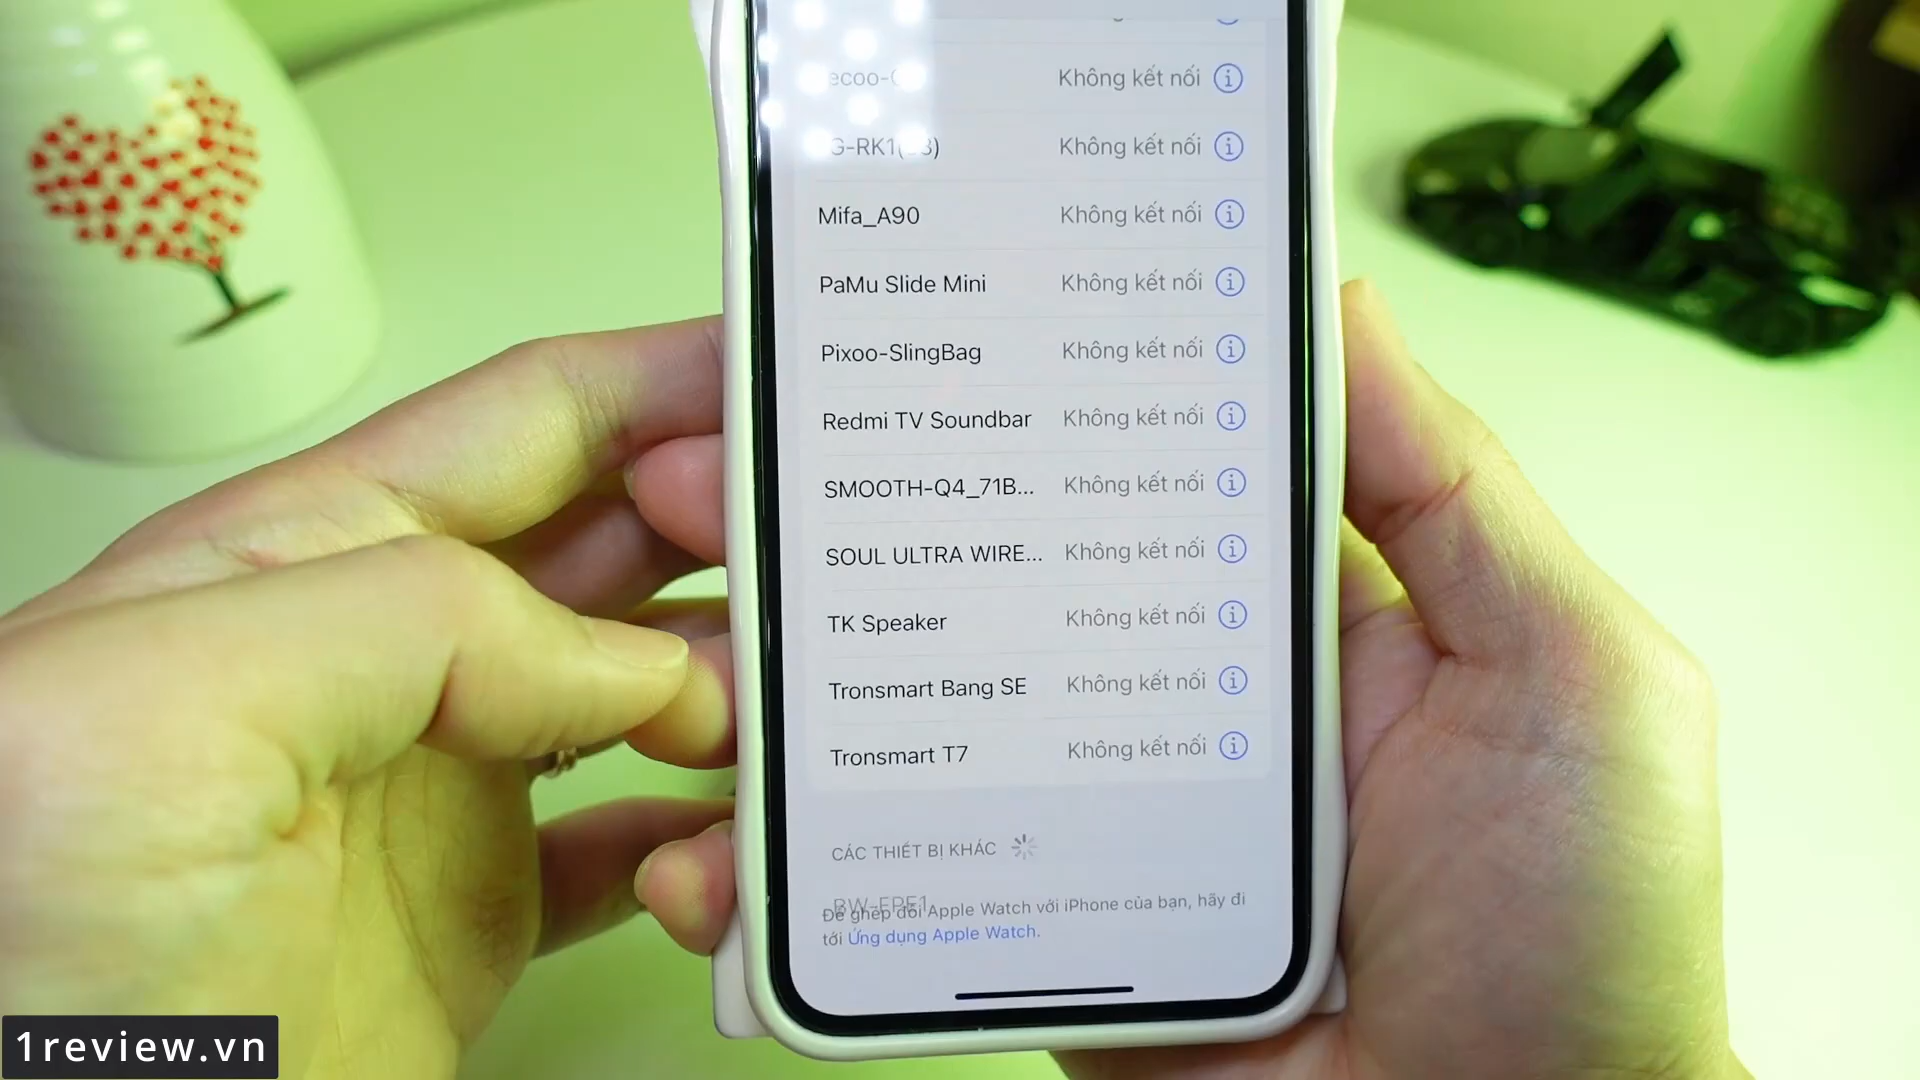 Không kết nối
Không kết nối
Mifa_A90 Không kết nối
PaMu Slide Mini Không kết nối
Pixoo-SlingBag Không kết nối
Redmi TV Soundbar Không kết nối
SMOOTH-Q4_71B... Không kết nối
SOUL ULTRA WIRE... Không kết nối
TK Speaker Không kết nối
Tronsmart Bang SE Không kết nối
Tronsmart T7 Không kết nối
CÁC THIẾT BỊ KHÁC
Để ghép đôi Apple Watch với iPhone của bạn, hãy đi
tới Ứng dụng Apple Watch.
1review.vn